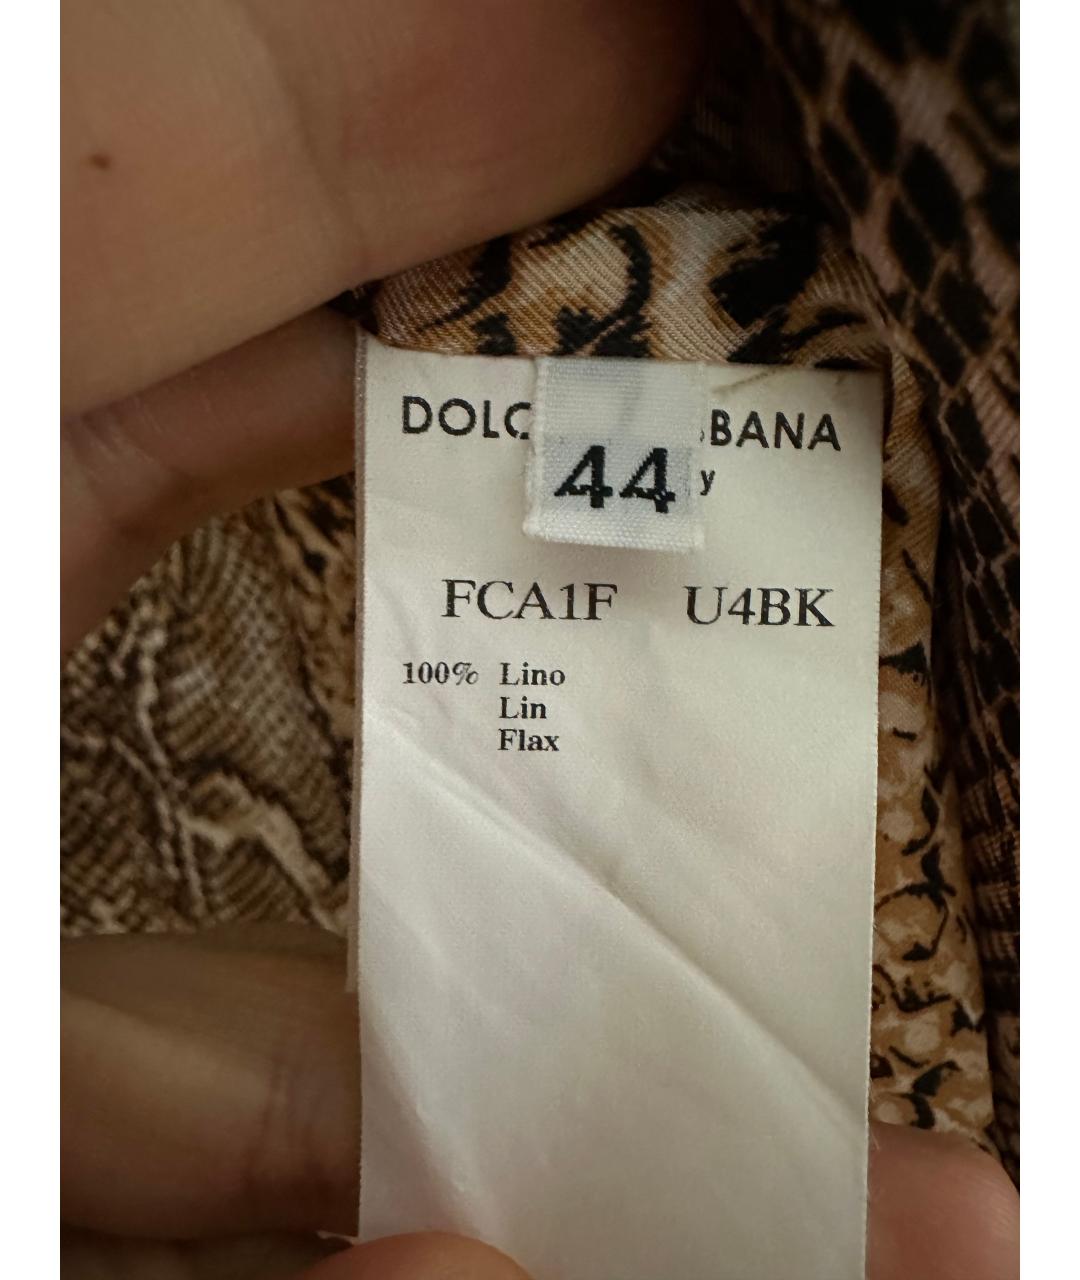 DOLC BANA
44 y
FCA1F U4BK
100% Lino
Lin
Flax